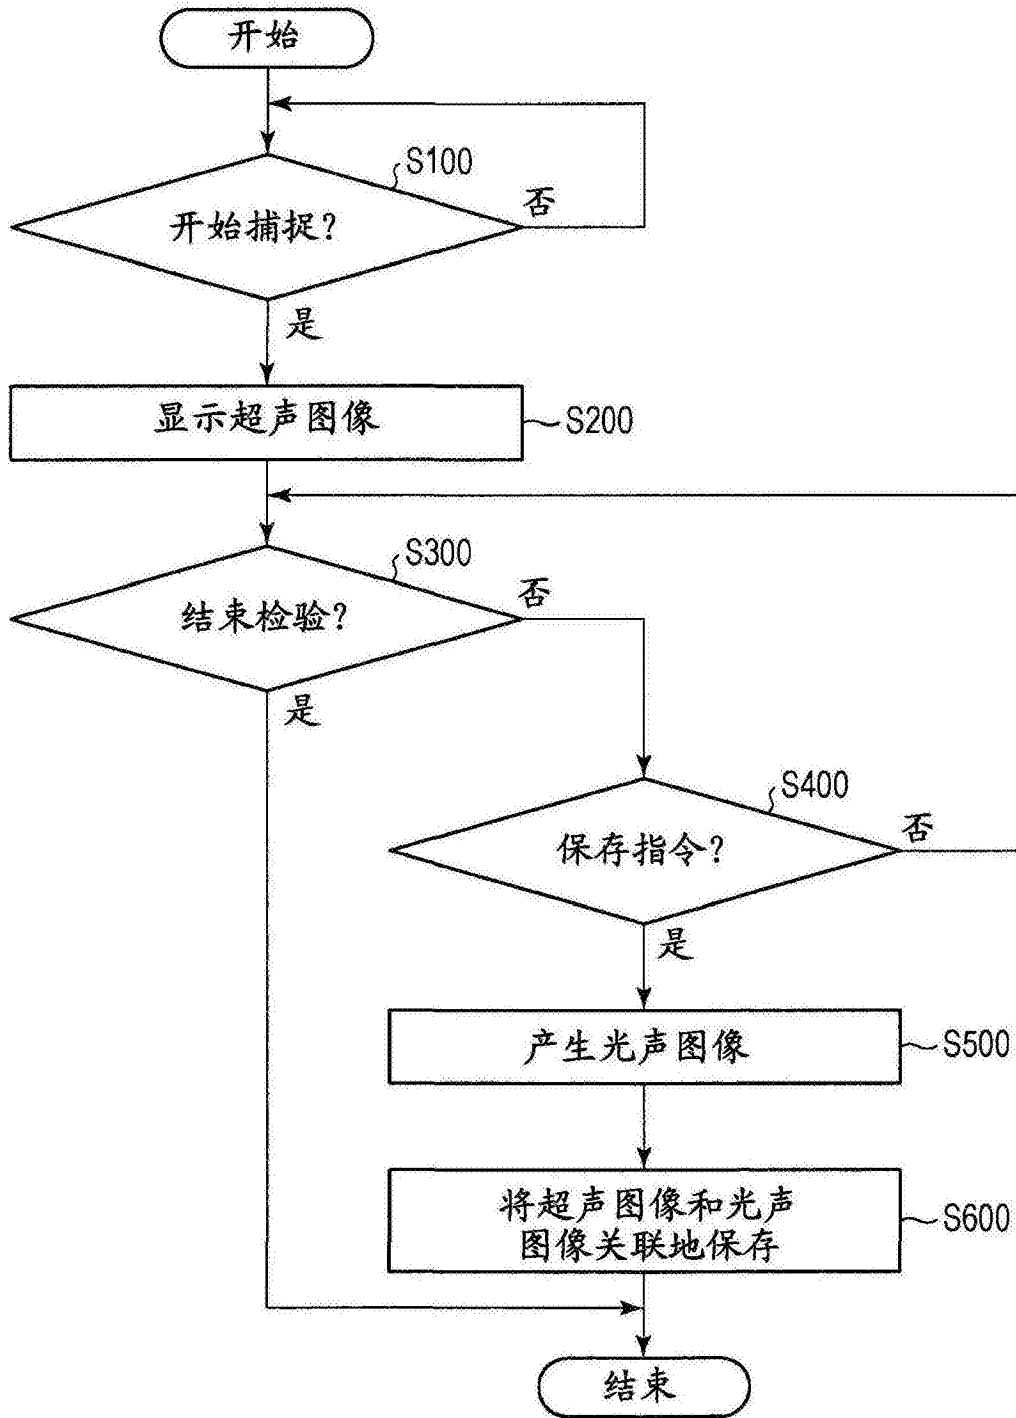 开始
S100
开始捕捉？
否
是
显示超声图像
S200
S300
结束检验？
否
是
S400
保存指令？
否
是
产生光声图像
S500
将超声图像和光声
图像关联地保存
S600
结束